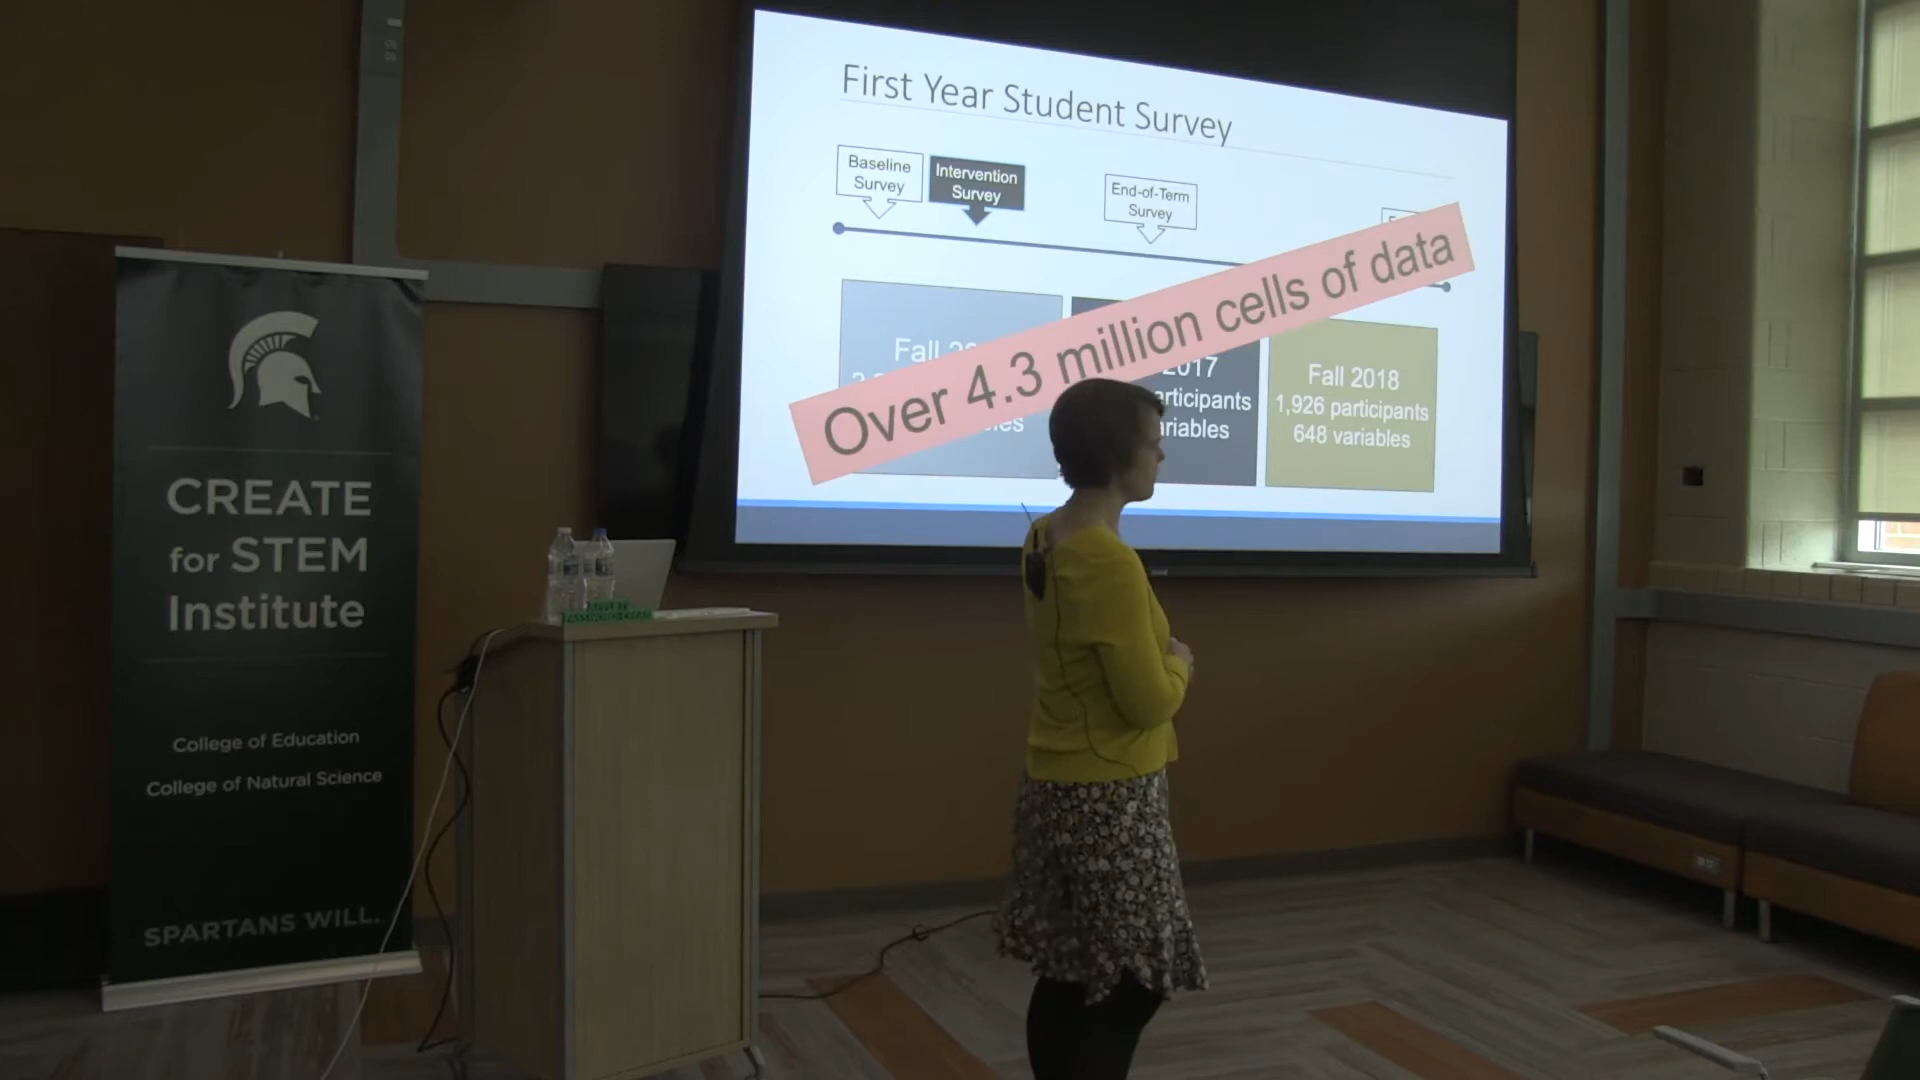 First Year Student Survey
Baseline
Survey
Intervention
Survey
End-of-Term
Survey
Over 4.3 million cells of data
Fall
2017
Fall 2018
1,926 participants
648 variables
CREATE
for STEM
Institute
College of Education
College of Natural Science
SPARTANS WILL.